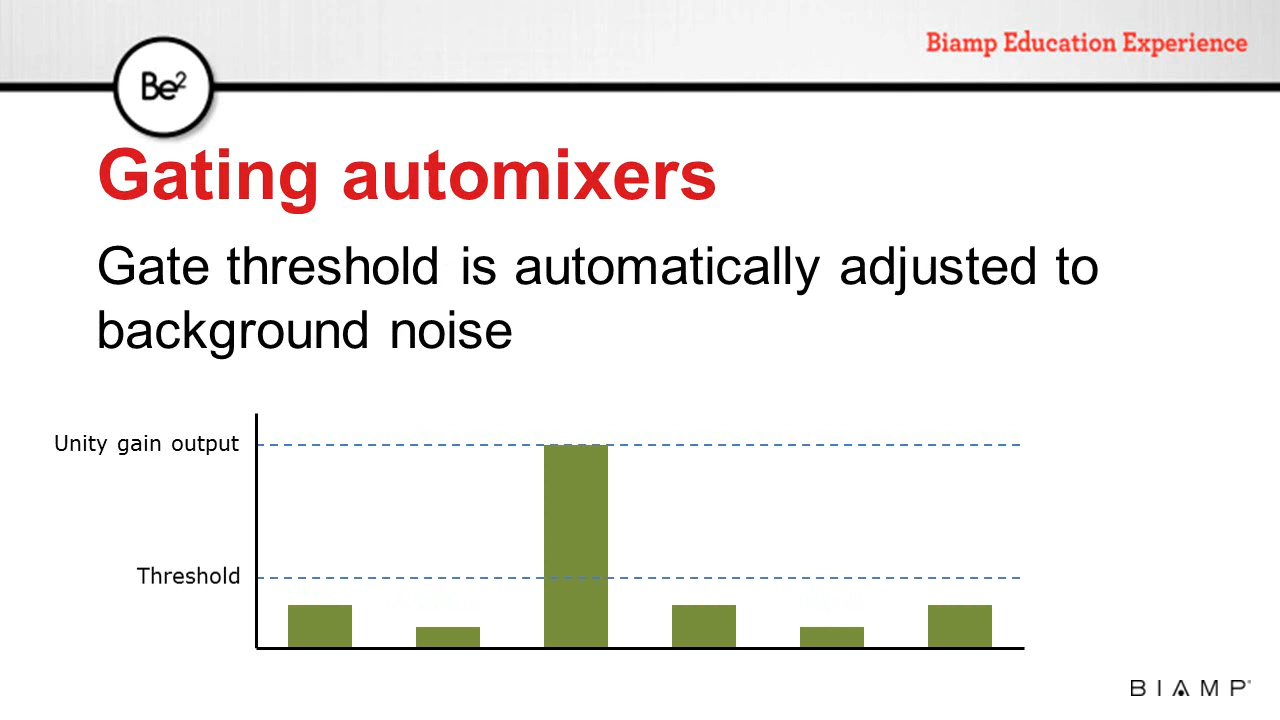 Biamp Education Experience
Be²
Gating automixers
Gate threshold is automatically adjusted to
background noise
Unity gain output
Threshold
BIAMP®